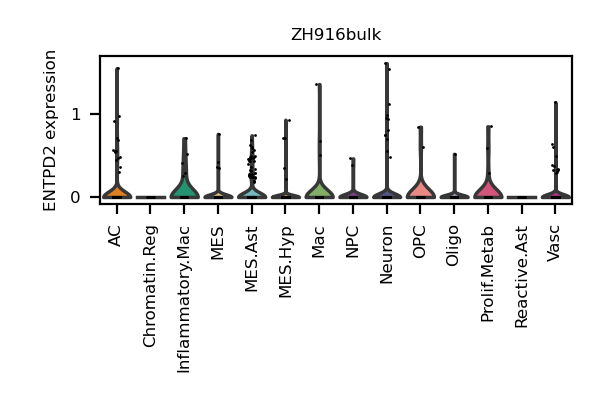 ZH916bulk
ENTPD2 expression
1
0
AC
Chromatin.Reg
Inflammatory.Mac
MES
MES.Ast
MES.Hyp
Mac
NPC
Neuron
OPC
Oligo
Prolif.Metab
Reactive.Ast
Vasc